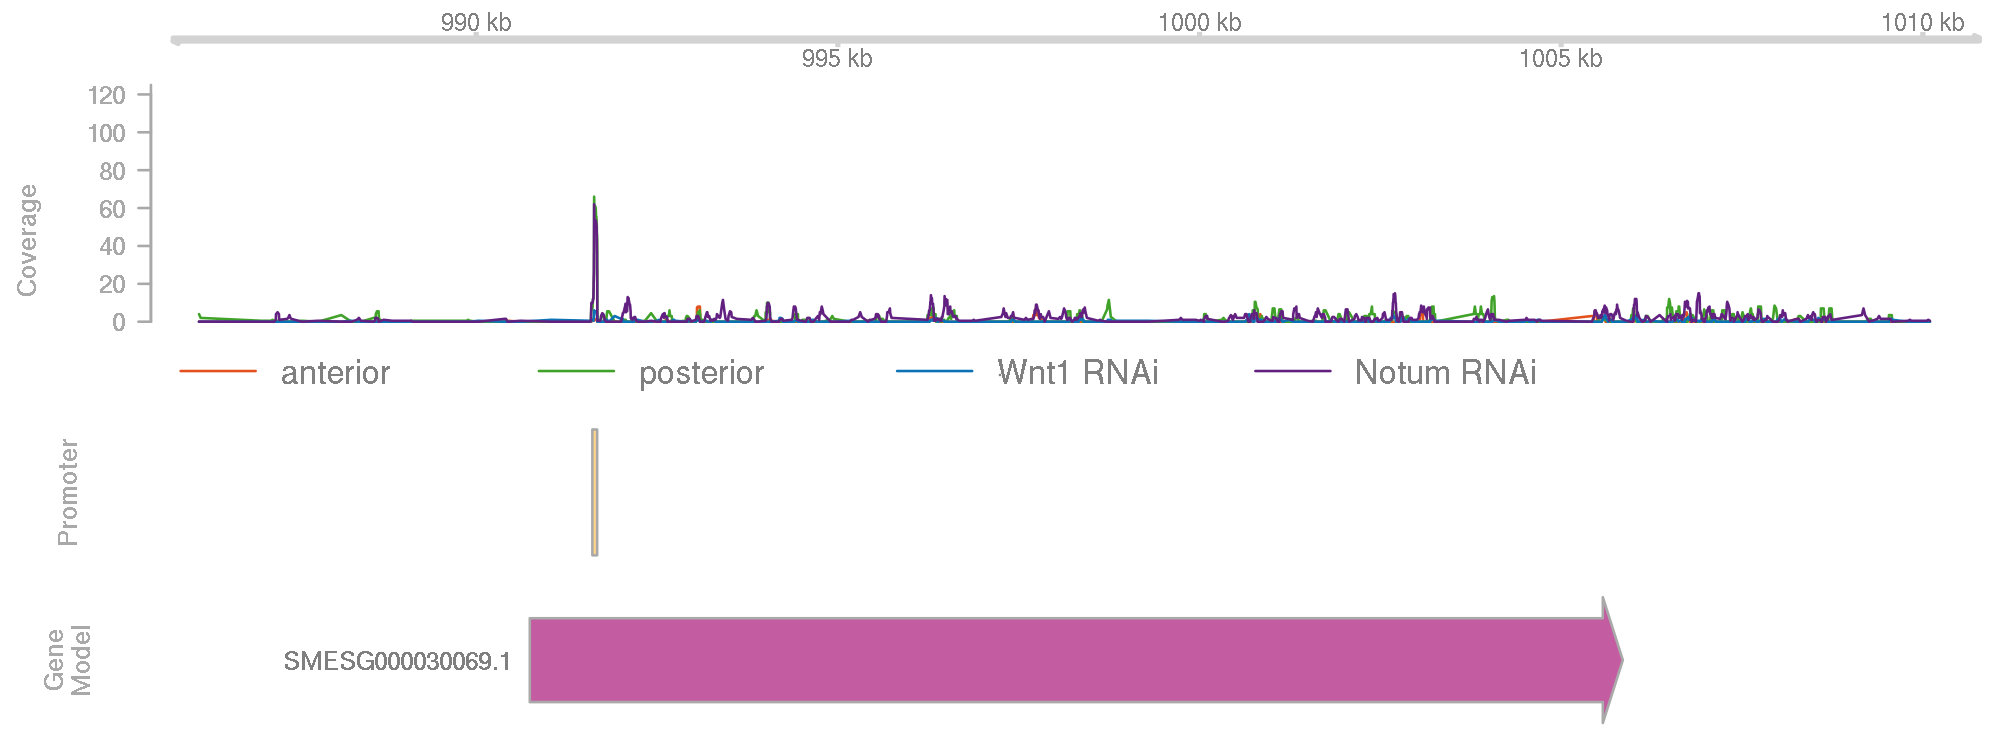 990 kb
1000 kb
1010 kb
995 kb
1005 kb
Coverage
120
100
80
60
40
20
0
anterior
posterior
Wnt1 RNAi
Notum RNAi
Promoter
Gene
Model
SMESG000030069.1